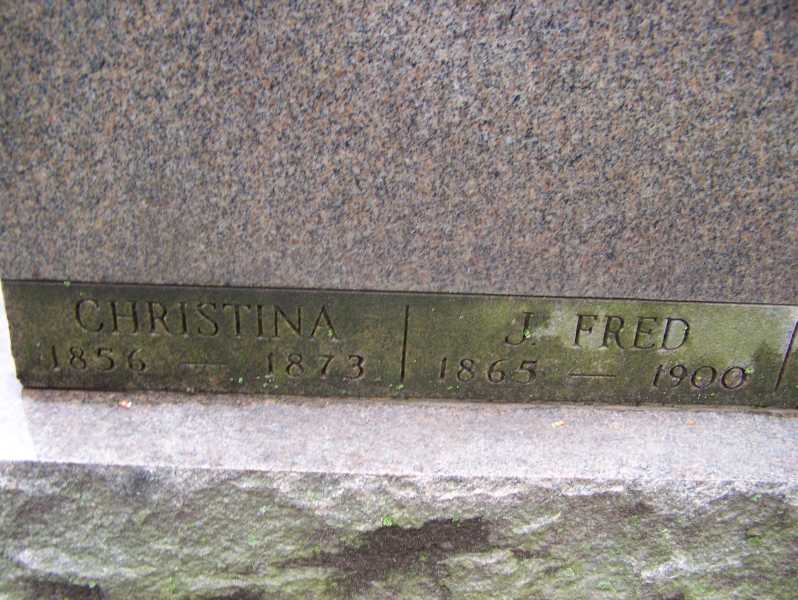 CHRISTINA
1856 — 1873
J. FRED
1865 — 1900